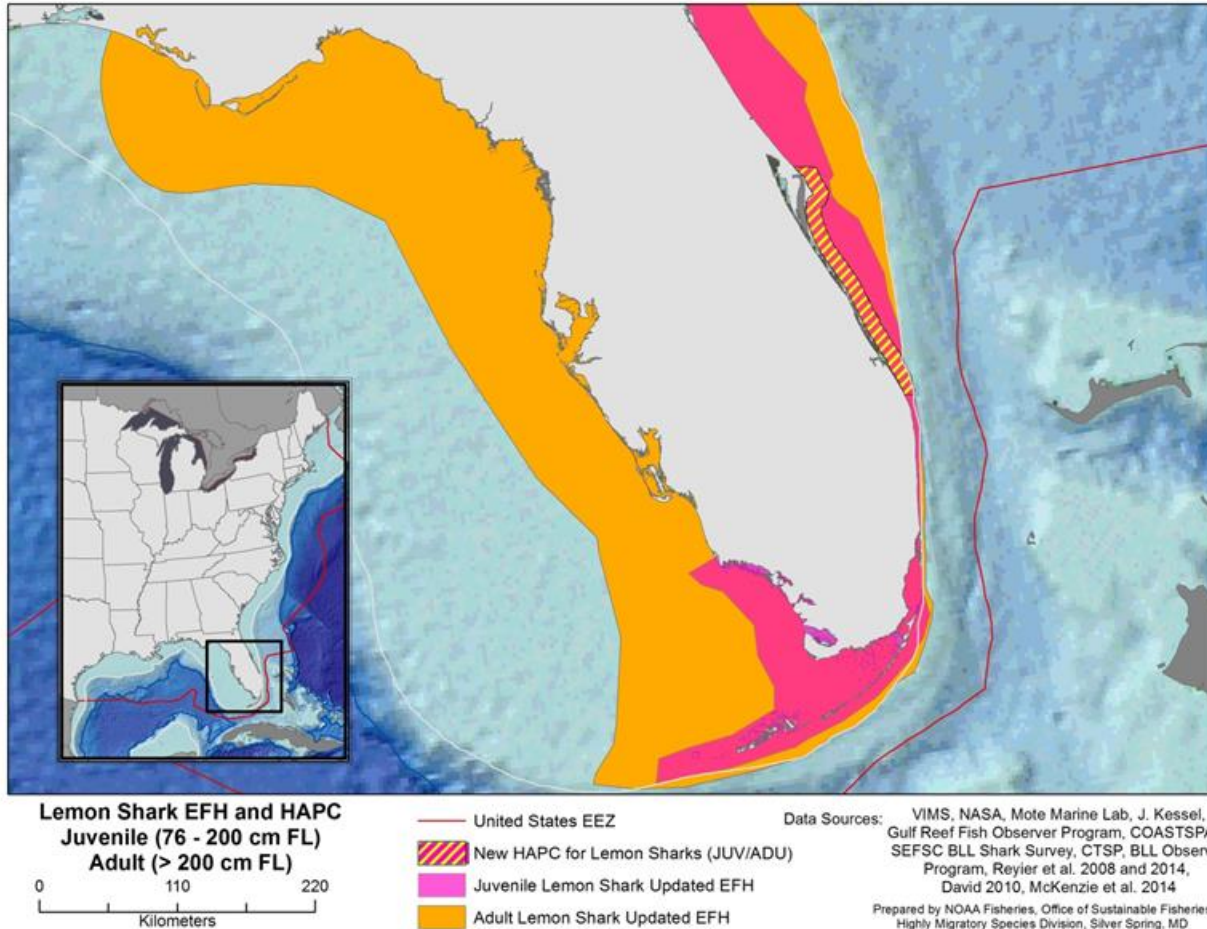 Lemon Shark EFH and HAPC
Juvenile (76 - 200 cm FL)
Adult (> 200 cm FL)
0 110 220
Kilometers
United States EEZ
New HAPC for Lemon Sharks (JUV/ADU)
Juvenile Lemon Shark Updated EFH
Adult Lemon Shark Updated EFH
Data Sources: VIMS, NASA, Mote Marine Lab, J. Kessel,
Gulf Reef Fish Observer Program, COASTSPA
SEFSC BLL Shark Survey, CTSP, BLL Observ
Program, Reyier et al. 2008 and 2014,
David 2010, McKenzie et al. 2014
Prepared by NOAA Fisheries, Office of Sustainable Fisheries
Highly Migratory Species Division, Silver Spring, MD